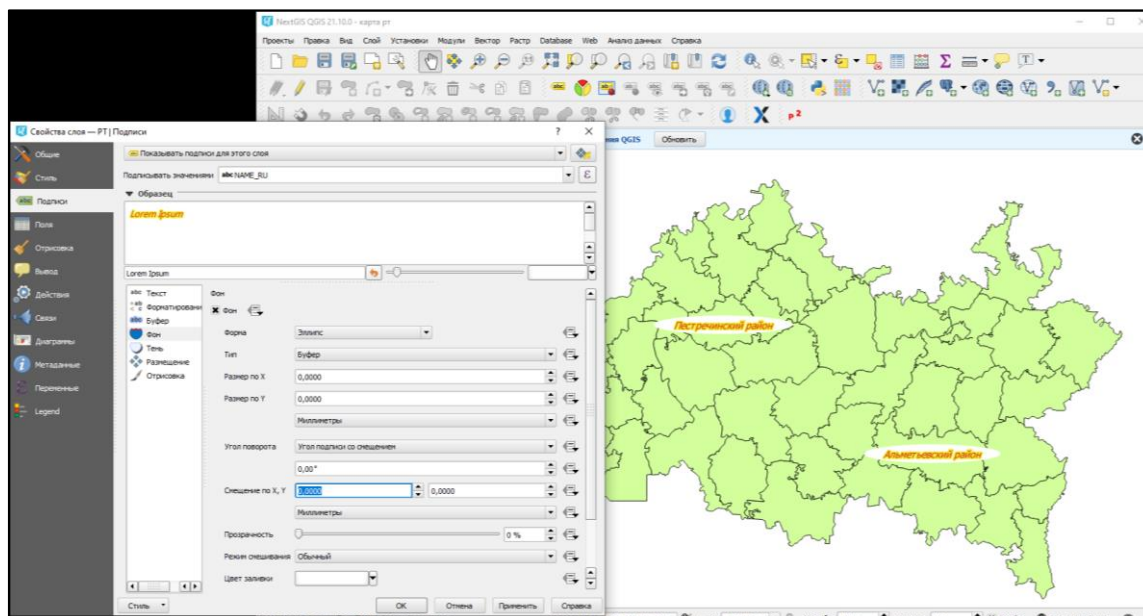 NextGIS QGIS 21.10.0 - карта рт
Проекты Правка Вид Слой Установки Модули Вектор Растр Database Web Анализ данных Справка
Свойства слоя — РТ | Подписи
ния QGIS Обновить
Общие
Стиль
Подписи
Поля
Отрисовка
Вывод
Действия
Связи
Диаграммы
Метаданные
Переменные
Legend
Показывать подписи для этого слоя
Подписывать значениями abc NAME_RU
Образец
Lorem Ipsum
Lorem Ipsum
Текст
Форматировани
Буфер
Фон
Тень
Размещение
Отрисовка
Фон
Фон
Форма Эллипс
Тип Буфер
Размер по X 0,0000
Размер по Y 0,0000
Миллиметры
Угол поворота Угол подписи со смещением
0,00°
Смещение по X, Y 0,0000 0,0000
Миллиметры
Прозрачность 0 %
Режим смешивания Обычный
Цвет заливки
Стиль ОК Отмена Применить Справка
Пестречинский район
Альметьевский район